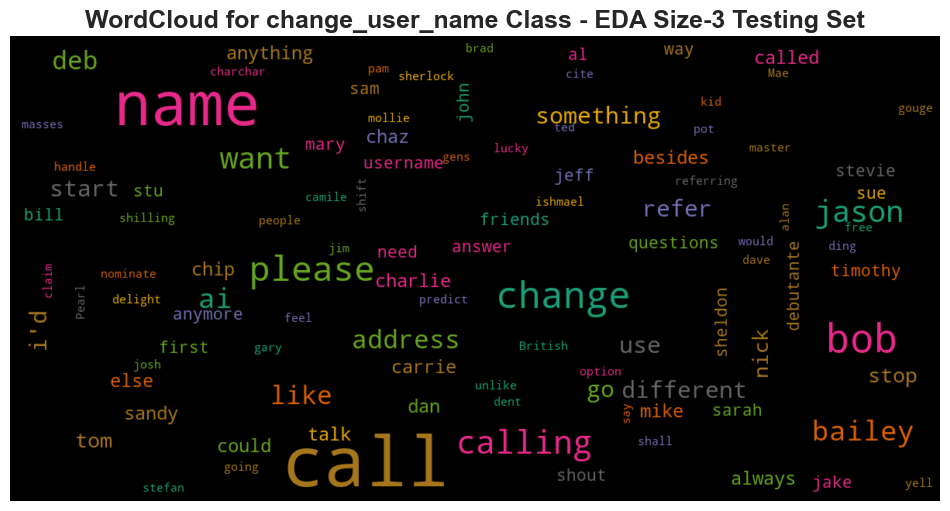 WordCloud for change_user_name Class - EDA Size-3 Testing Set
brad
way
deb
anything
al
called
charchar
pam
sherlock
cite
Mae
name
sam
john
something
kid
gouge
masses
mollie
chaz
ted
pot
want
mary
username
gens
lucky
besides
master
handle
start
stu
shift
jeff
referring
stevie
camile
ishmael
refer
sue
jason
bill
shilling
people
friends
alan
free
jim
need
answer
questions
would
ding
claim
nominate
chip
please
charlie
change
dave
timothy
Pearl
delight
ai
predict
debutante
i'd
anymore
feel
sheldon
bob
first
gary
address
British
use
nick
josh
else
carrie
option
stop
like
unlike
go
different
sandy
dan
dent
say
mike
sarah
tom
could
talk
call
calling
shall
bailey
going
shout
always
jake
yell
stefan